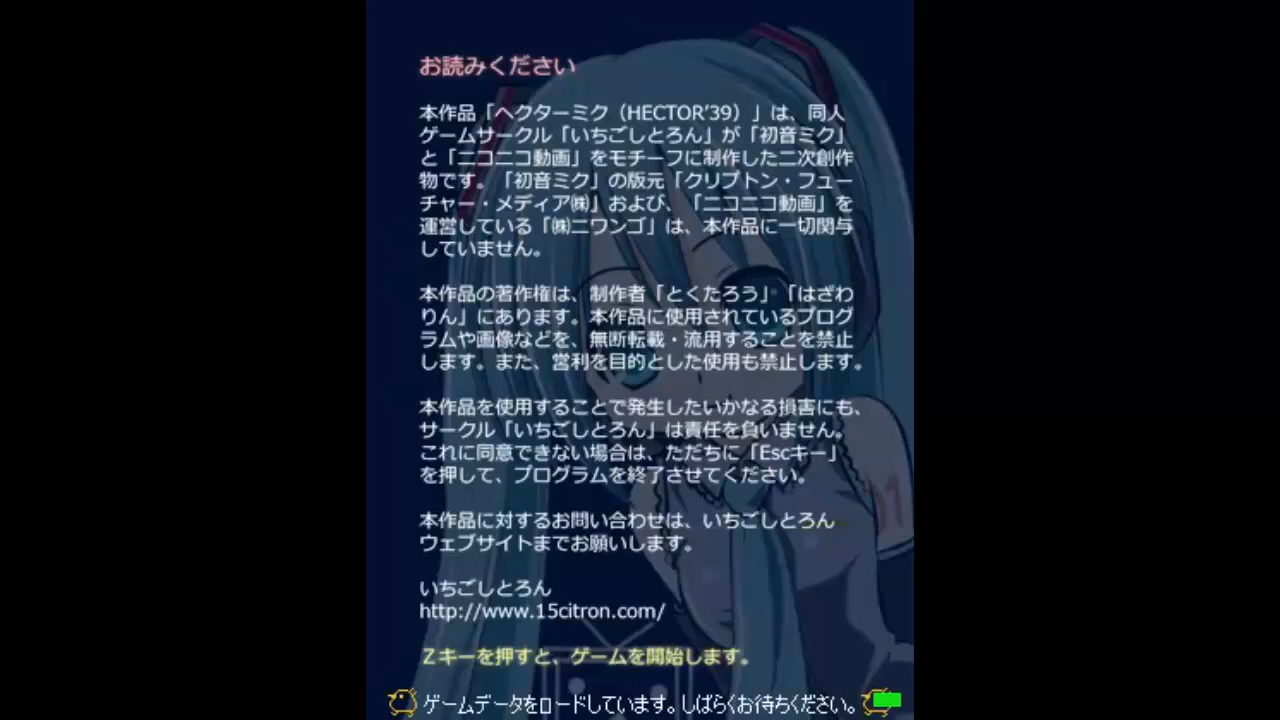 お読みください
本作品「ヘクターミク（HECTOR’39）」は、同人
ゲームサークル「いちごしとろん」が「初音ミク」
と「ニコニコ動画」をモチーフに制作した二次創作
物です。「初音ミク」の版元「クリプトン・フュー
チャー・メディア㈱」および、「ニコニコ動画」を
運営している「㈱ニワンゴ」は、本作品に一切関与
していません。
本作品の著作権は、制作者「とくたろう」「はざわ
りん」にあります。本作品に使用されているプログ
ラムや画像などを、無断転載・流用することを禁止
します。また、営利を目的とした使用も禁止します。
本作品を使用することで発生したいかなる損害にも、
サークル「いちごしとろん」は責任を負いません。
これに同意できない場合は、ただちに「Escキー」
を押して、プログラムを終了させてください。
本作品に対するお問い合わせは、いちごしとろん
ウェブサイトまでお願いします。
いちごしとろん
http://www.15citron.com/
Ｚキーを押すと、ゲームを開始します。
ゲームデータをロードしています。しばらくお待ちください。